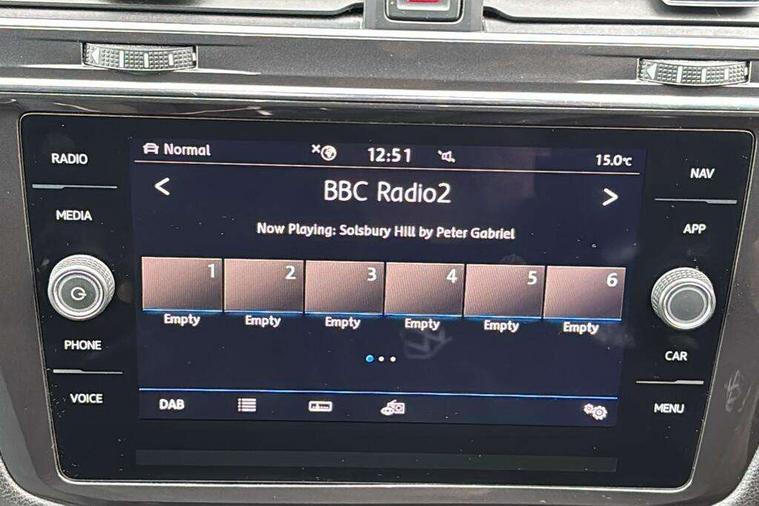 RADIO
MEDIA
PHONE
VOICE
Normal
12:51
15.0°c
BBC Radio2
Now Playing: Solsbury Hill by Peter Gabriel
1 2 3 4 5 6
Empty Empty Empty Empty Empty Empty
DAB
NAV
APP
CAR
MENU